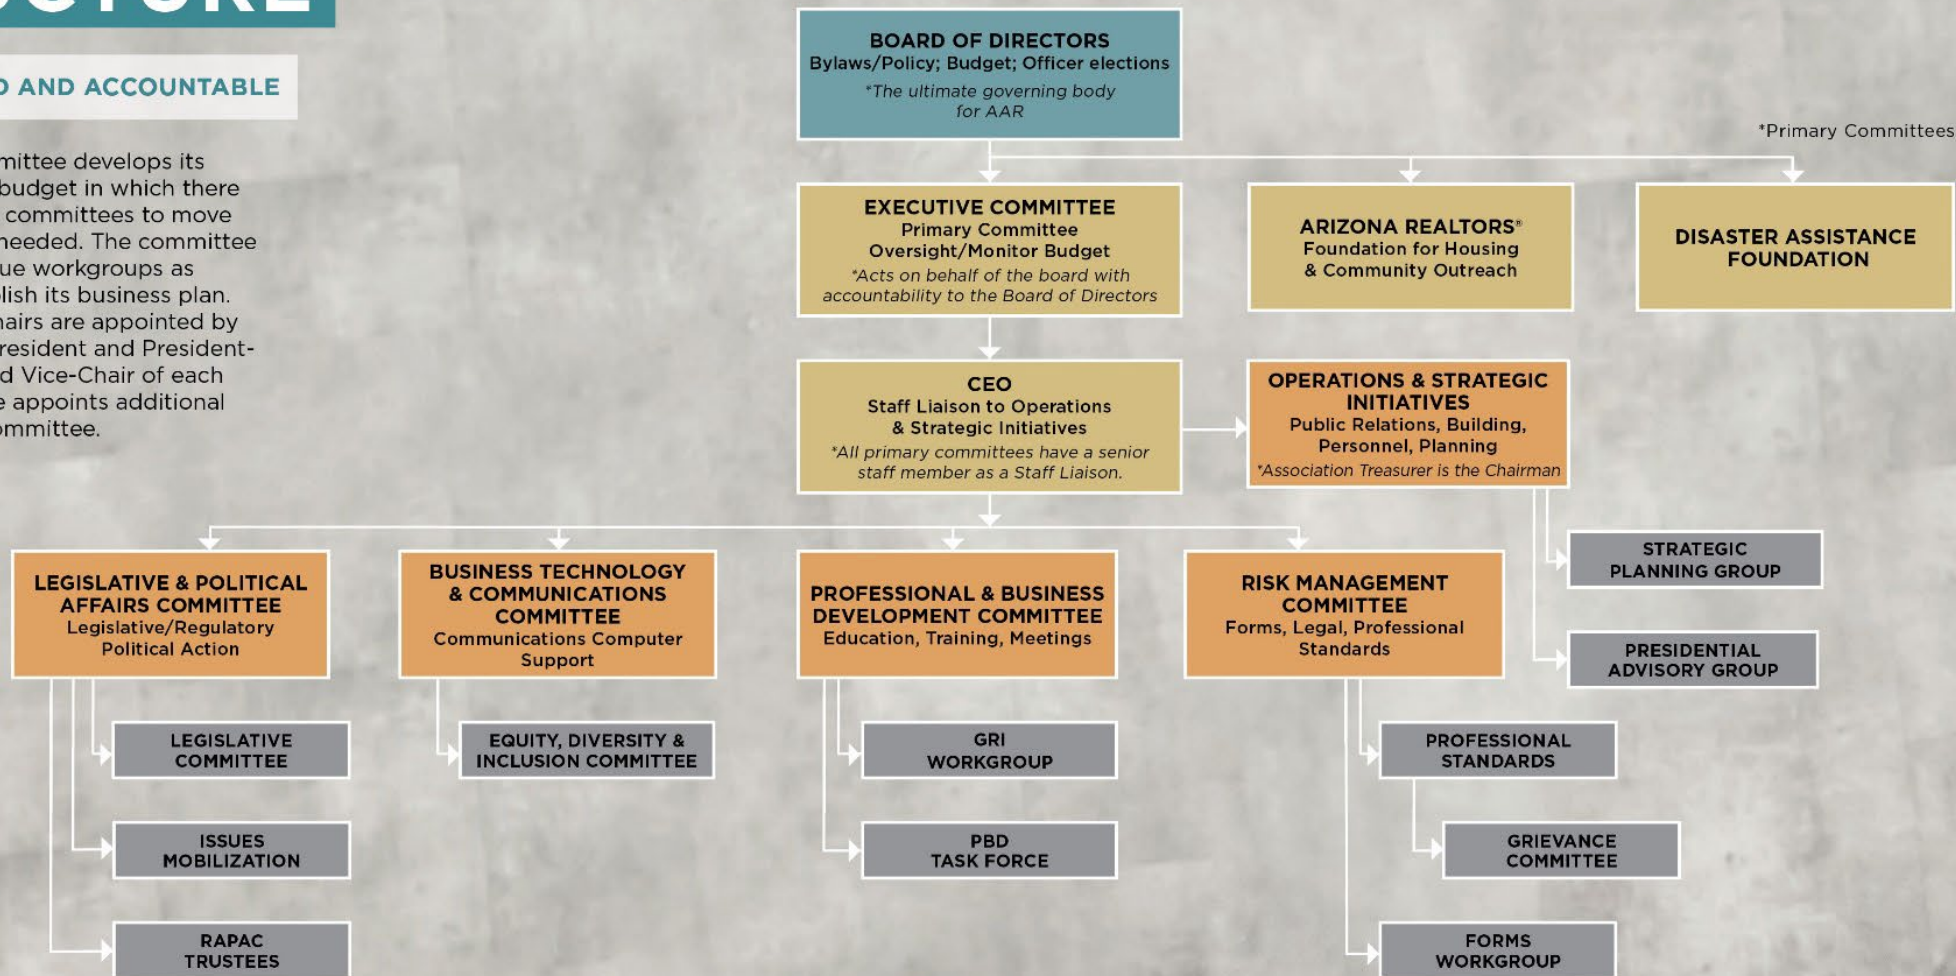 D AND ACCOUNTABLE
mittee develops its
budget in which there
committees to move
needed. The committee
ue workgroups as
lish its business plan.
hairs are appointed by
resident and President-
d Vice-Chair of each
e appoints additional
ommittee.
BOARD OF DIRECTORS
Bylaws/Policy; Budget; Officer elections
*The ultimate governing body
for AAR
*Primary Committees
EXECUTIVE COMMITTEE
Primary Committee
Oversight/Monitor Budget
*Acts on behalf of the board with
accountability to the Board of Directors
ARIZONA REALTORS®
Foundation for Housing
& Community Outreach
DISASTER ASSISTANCE
FOUNDATION
CEO
Staff Liaison to Operations
& Strategic Initiatives
*All primary committees have a senior
staff member as a Staff Liaison.
OPERATIONS & STRATEGIC
INITIATIVES
Public Relations, Building,
Personnel, Planning
*Association Treasurer is the Chairman
STRATEGIC
PLANNING GROUP
PRESIDENTIAL
ADVISORY GROUP
LEGISLATIVE & POLITICAL
AFFAIRS COMMITTEE
Legislative/Regulatory
Political Action
BUSINESS TECHNOLOGY
& COMMUNICATIONS
COMMITTEE
Communications Computer
Support
PROFESSIONAL & BUSINESS
DEVELOPMENT COMMITTEE
Education, Training, Meetings
RISK MANAGEMENT
COMMITTEE
Forms, Legal, Professional
Standards
LEGISLATIVE
COMMITTEE
ISSUES
MOBILIZATION
RAPAC
TRUSTEES
EQUITY, DIVERSITY &
INCLUSION COMMITTEE
GRI
WORKGROUP
PBD
TASK FORCE
PROFESSIONAL
STANDARDS
GRIEVANCE
COMMITTEE
FORMS
WORKGROUP